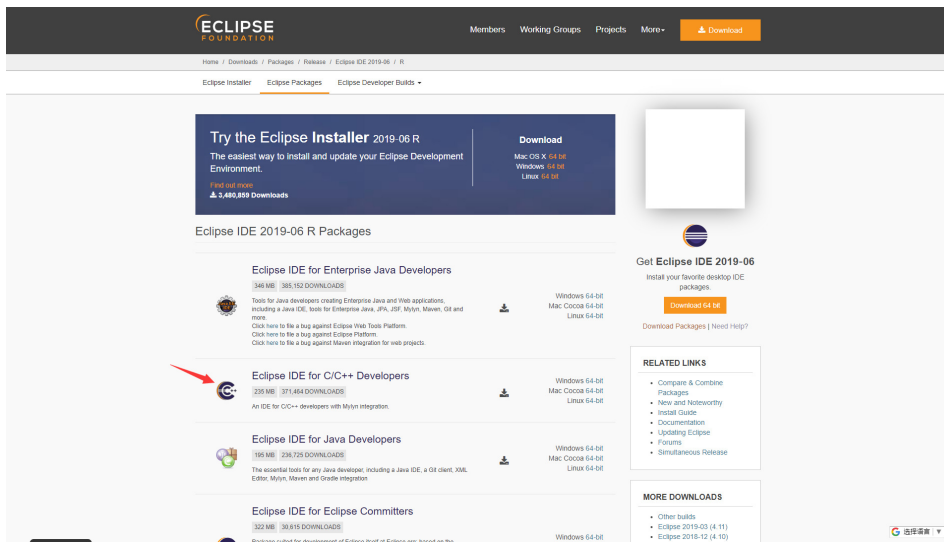 ECLIPSE
FOUNDATION
Members Working Groups Projects More Download
Home / Downloads / Packages / Release / Eclipse IDE 2019-06 / R
Eclipse Installer Eclipse Packages Eclipse Developer Builds
Try the Eclipse Installer 2019-06 R
The easiest way to install and update your Eclipse Development
Environment.
Find out more
3,480,859 Downloads
Download
Mac OS X 64 bit
Windows 64 bit
Linux 64 bit
Eclipse IDE 2019-06 R Packages
Eclipse IDE for Enterprise Java Developers
346 MB 385,152 DOWNLOADS
Tools for Java developers creating Enterprise Java and Web applications,
including a Java IDE, tools for Enterprise Java, JPA, JSF, Mylyn, Maven, Git and
more.
Click here to file a bug against Eclipse Web Tools Platform.
Click here to file a bug against Eclipse Platform.
Click here to file a bug against Maven integration for web projects.
Windows 64-bit
Mac Cocoa 64-bit
Linux 64-bit
Eclipse IDE for C/C++ Developers
235 MB 371,464 DOWNLOADS
An IDE for C/C++ developers with Mylyn integration.
Windows 64-bit
Mac Cocoa 64-bit
Linux 64-bit
Eclipse IDE for Java Developers
195 MB 236,725 DOWNLOADS
The essential tools for any Java developer, including a Java IDE, a Git client, XML
Editor, Mylyn, Maven and Gradle integration
Windows 64-bit
Mac Cocoa 64-bit
Linux 64-bit
Eclipse IDE for Eclipse Committers
322 MB 30,615 DOWNLOADS
Package suited for development of Eclipse itself at Eclipse.org; based on the
Windows 64-bit
Get Eclipse IDE 2019-06
Install your favorite desktop IDE
packages.
Download 64 bit
Download Packages | Need Help?
RELATED LINKS
Compare & Combine
Packages
New and Noteworthy
Install Guide
Documentation
Updating Eclipse
Forums
Simultaneous Release
MORE DOWNLOADS
Other builds
Eclipse 2019-03 (4.11)
Eclipse 2018-12 (4.10)
G 选择语言